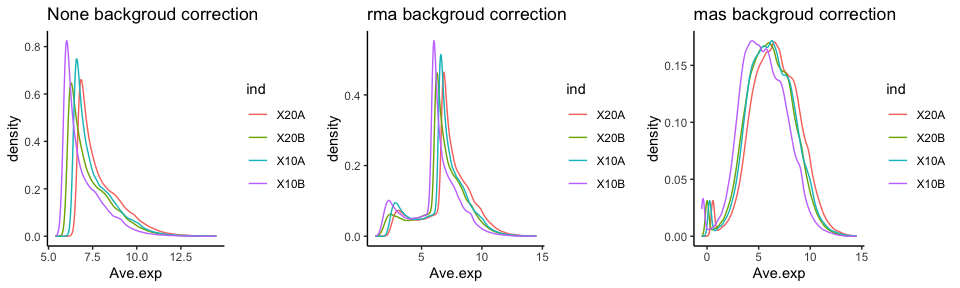 None backgroud correction
density
0.8
0.6
0.4
0.2
0.0
5.0 7.5 10.0 12.5
Ave.exp
ind
X20A
X20B
X10A
X10B
rma backgroud correction
density
0.4
0.2
0.0
5 10 15
Ave.exp
ind
X20A
X20B
X10A
X10B
mas backgroud correction
density
0.15
0.10
0.05
0.00
0 5 10 15
Ave.exp
ind
X20A
X20B
X10A
X10B